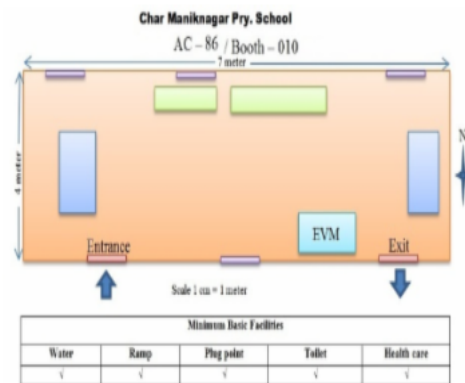 Char Maniknagar Pry. School
AC – 86 / Booth – 010
7 meter
4 meter
N
EVM
Entrance
Exit
Scale 1 cm = 1 meter
Minimum Basic Facilities
Water Ramp Plug point Toilet Health care
√ √ √ √ √